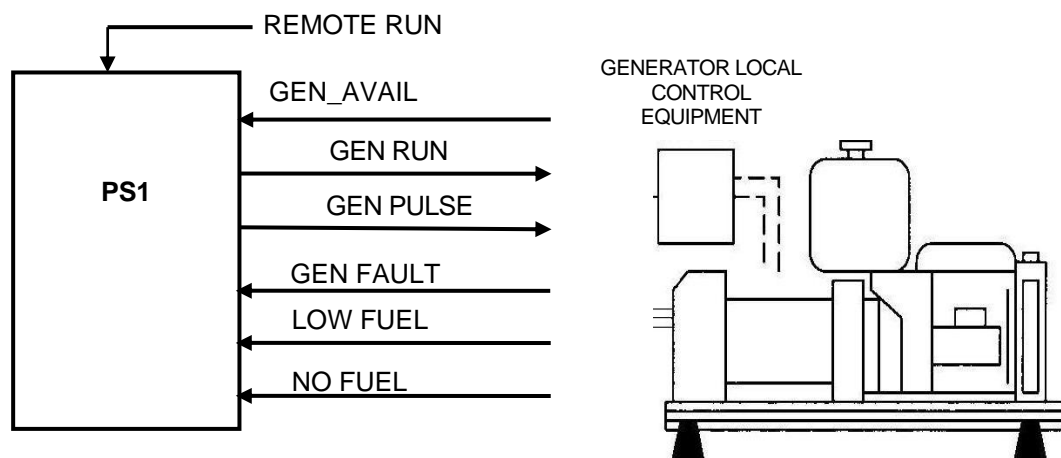 REMOTE RUN
GENERATOR LOCAL
CONTROL
EQUIPMENT
GEN_AVAIL
GEN RUN
PS1
GEN PULSE
GEN FAULT
LOW FUEL
NO FUEL